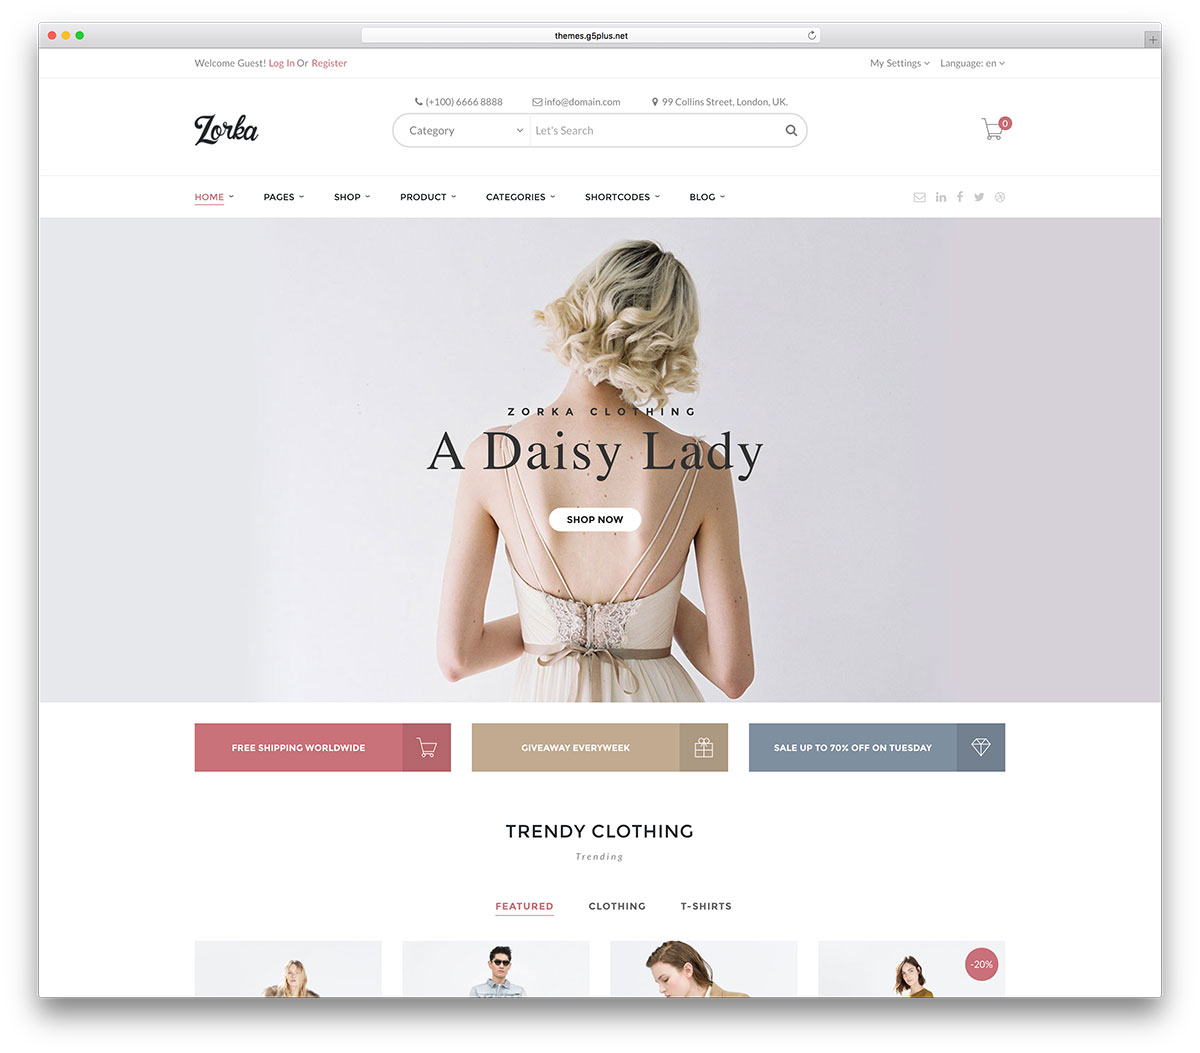 themes.g5plus.net
Welcome Guest! Log In Or Register
My Settings
Language: en
(+100) 6666 8888
info@domain.com
99 Collins Street, London, UK.
Zorka
Category
Let's Search
0
HOME
PAGES
SHOP
PRODUCT
CATEGORIES
SHORTCODES
BLOG
ZORKA CLOTHING
A Daisy Lady
SHOP NOW
FREE SHIPPING WORLDWIDE
GIVEAWAY EVERYWEEK
SALE UP TO 70% OFF ON TUESDAY
TRENDY CLOTHING
Trending
FEATURED
CLOTHING
T-SHIRTS
-20%